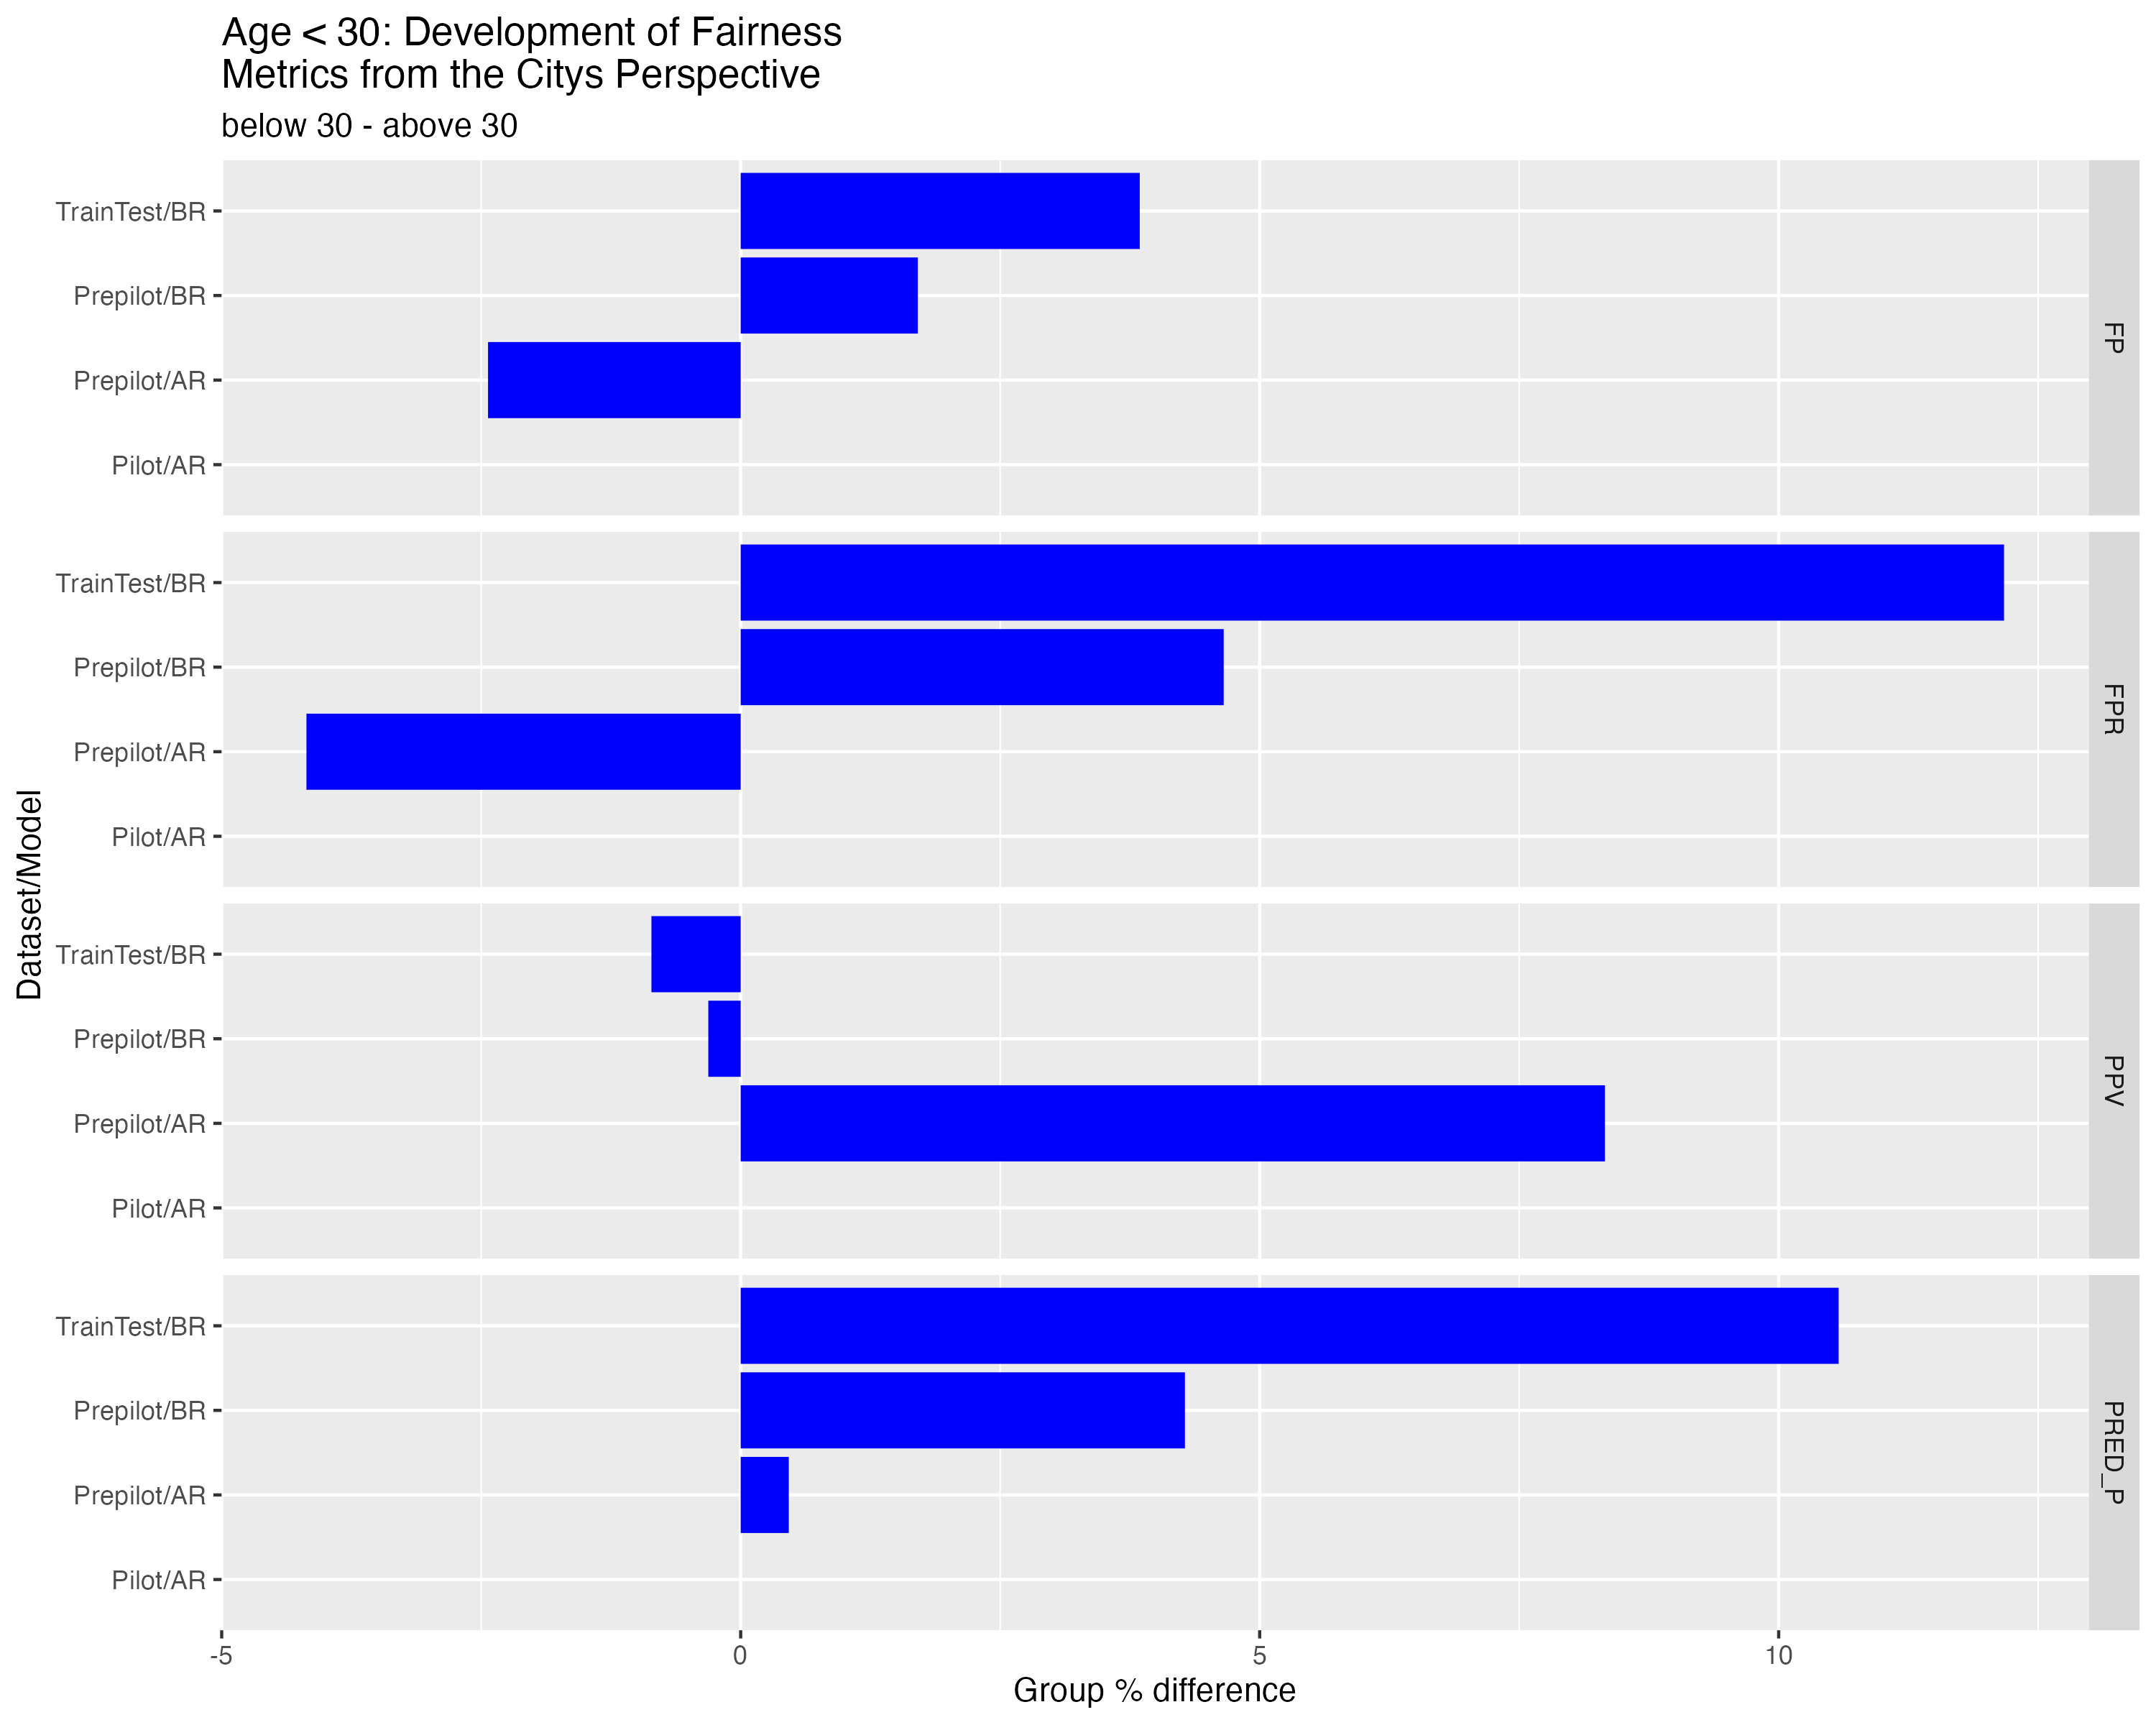 Age < 30: Development of Fairness
Metrics from the Citys Perspective
below 30 - above 30
Dataset/Model
TrainTest/BR
Prepilot/BR
Prepilot/AR
Pilot/AR
FP
TrainTest/BR
Prepilot/BR
Prepilot/AR
Pilot/AR
FPR
TrainTest/BR
Prepilot/BR
Prepilot/AR
Pilot/AR
PPV
TrainTest/BR
Prepilot/BR
Prepilot/AR
Pilot/AR
PRED_P
-5 0 5 10
Group % difference